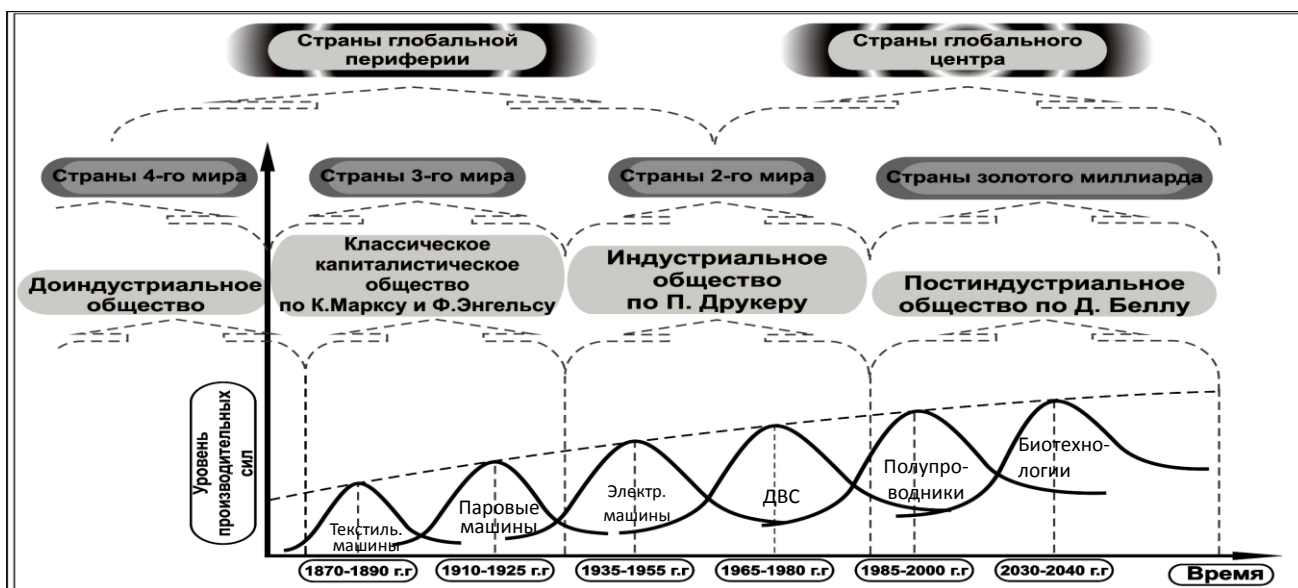 Страны глобальной
периферии
Страны глобального
центра
Страны 4-го мира
Страны 3-го мира
Страны 2-го мира
Страны золотого миллиарда
Доиндустриальное
общество
Классическое
капиталистическое
общество
по К.Марксу и Ф.Энгельсу
Индустриальное
общество
по П. Друкеру
Постиндустриальное
общество по Д. Беллу
Уровень
производительных
сил
Текстиль.
машины
Паровые
машины
Электр.
машины
ДВС
Полупро-
водники
Биотехно-
логии
1870-1890 г.г
1910-1925 г.г
1935-1955 г.г
1965-1980 г.г
1985-2000 г.г
2030-2040 г.г
Время